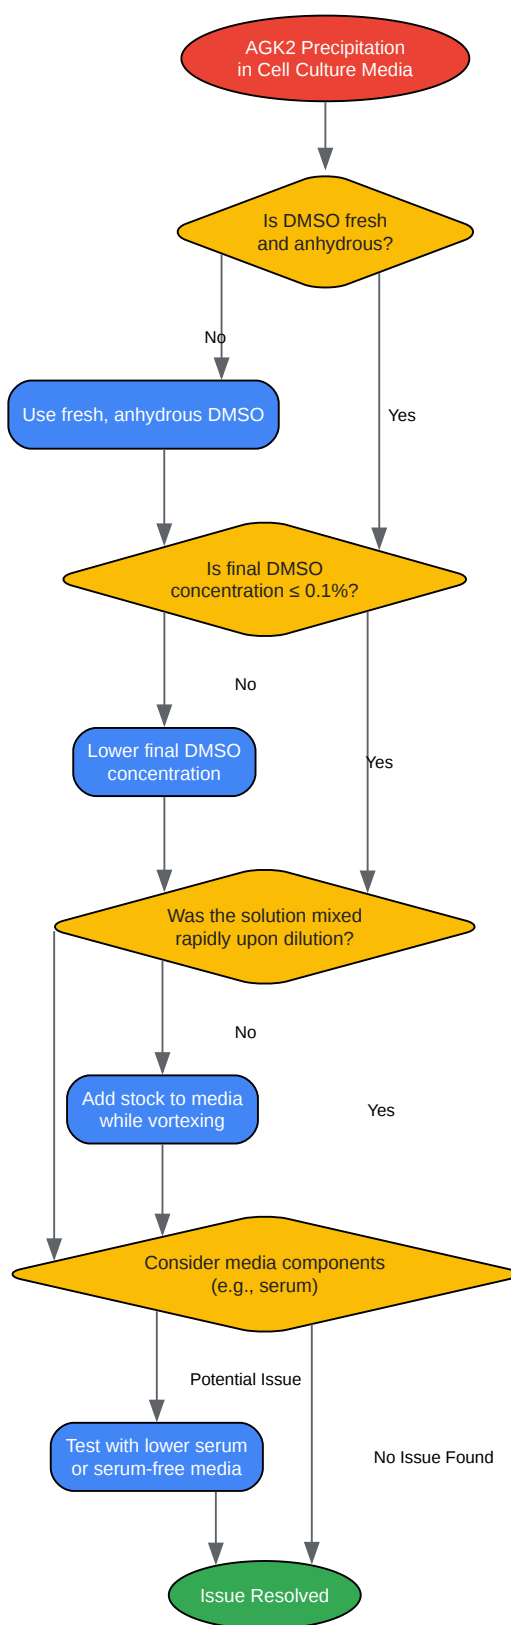 AGK2 Precipitation
in Cell Culture Media
Is DMSO fresh
and anhydrous?
No
Use fresh, anhydrous DMSO
Yes
Is final DMSO
concentration ≤ 0.1%?
No
Lower final DMSO
concentration
Yes
Was the solution mixed
rapidly upon dilution?
No
Add stock to media
while vortexing
Yes
Consider media components
(e.g., serum)
Potential Issue
Test with lower serum
or serum-free media
No Issue Found
Issue Resolved